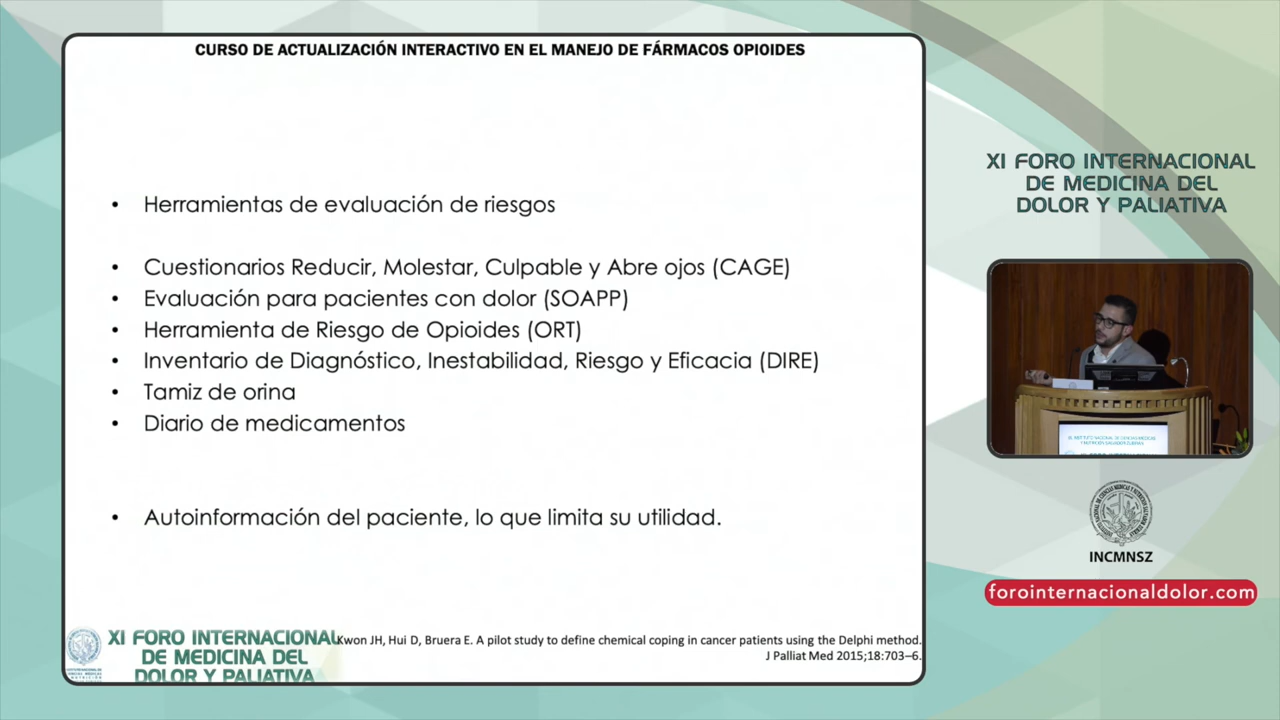 CURSO DE ACTUALIZACIÓN INTERACTIVO EN EL MANEJO DE FÁRMACOS OPIOIDES
• Herramientas de evaluación de riesgos
• Cuestionarios Reducir, Molestar, Culpable y Abre ojos (CAGE)
• Evaluación para pacientes con dolor (SOAPP)
• Herramienta de Riesgo de Opioides (ORT)
• Inventario de Diagnóstico, Inestabilidad, Riesgo y Eficacia (DIRE)
• Tamiz de orina
• Diario de medicamentos
• Autoinformación del paciente, lo que limita su utilidad.
XI FORO INTERNACIONAL
DE MEDICINA DEL
DOLOR Y PALIATIVA
Kwon JH, Hui D, Bruera E. A pilot study to define chemical coping in cancer patients using the Delphi method.
J Palliat Med 2015;18:703–6.
XI FORO INTERNACIONAL
DE MEDICINA DEL
DOLOR Y PALIATIVA
INCMNSZ
forointernacionaldolor.com